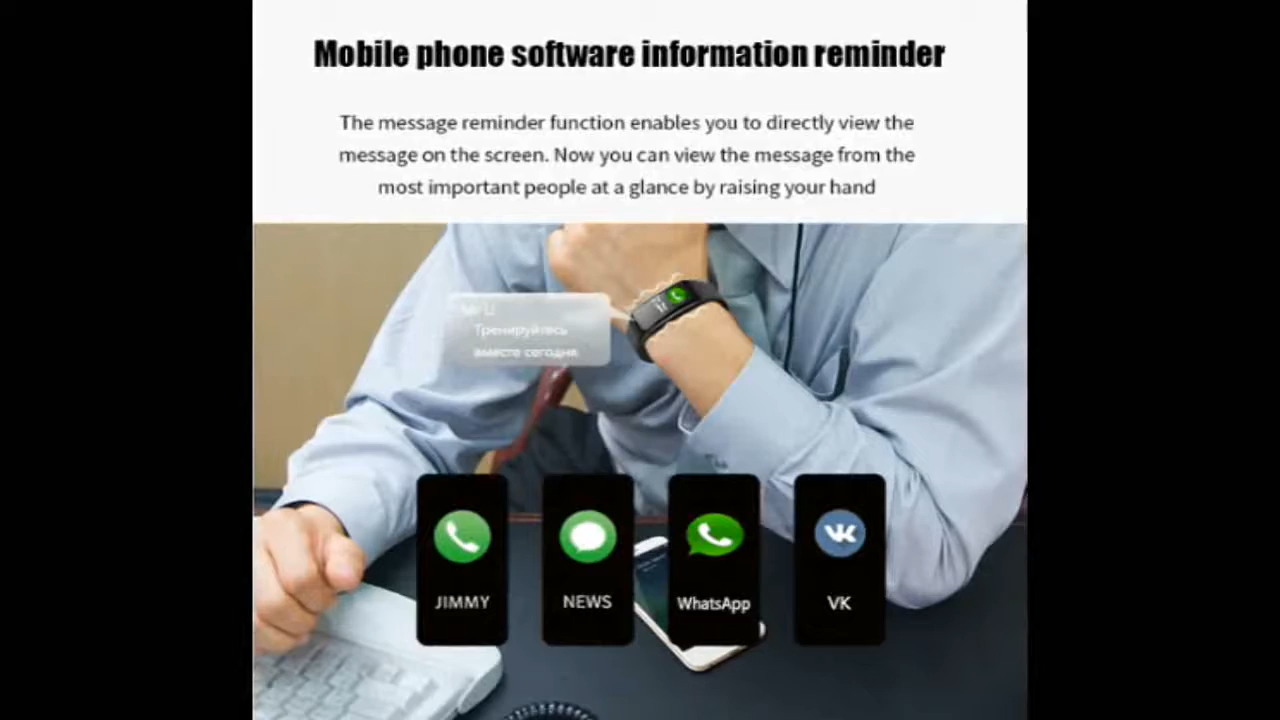 Mobile phone software information reminder
The message reminder function enables you to directly view the
message on the screen. Now you can view the message from the
most important people at a glance by raising your hand
Тренируйтесь
вместе сегодня
JIMMY
NEWS
WhatsApp
VK